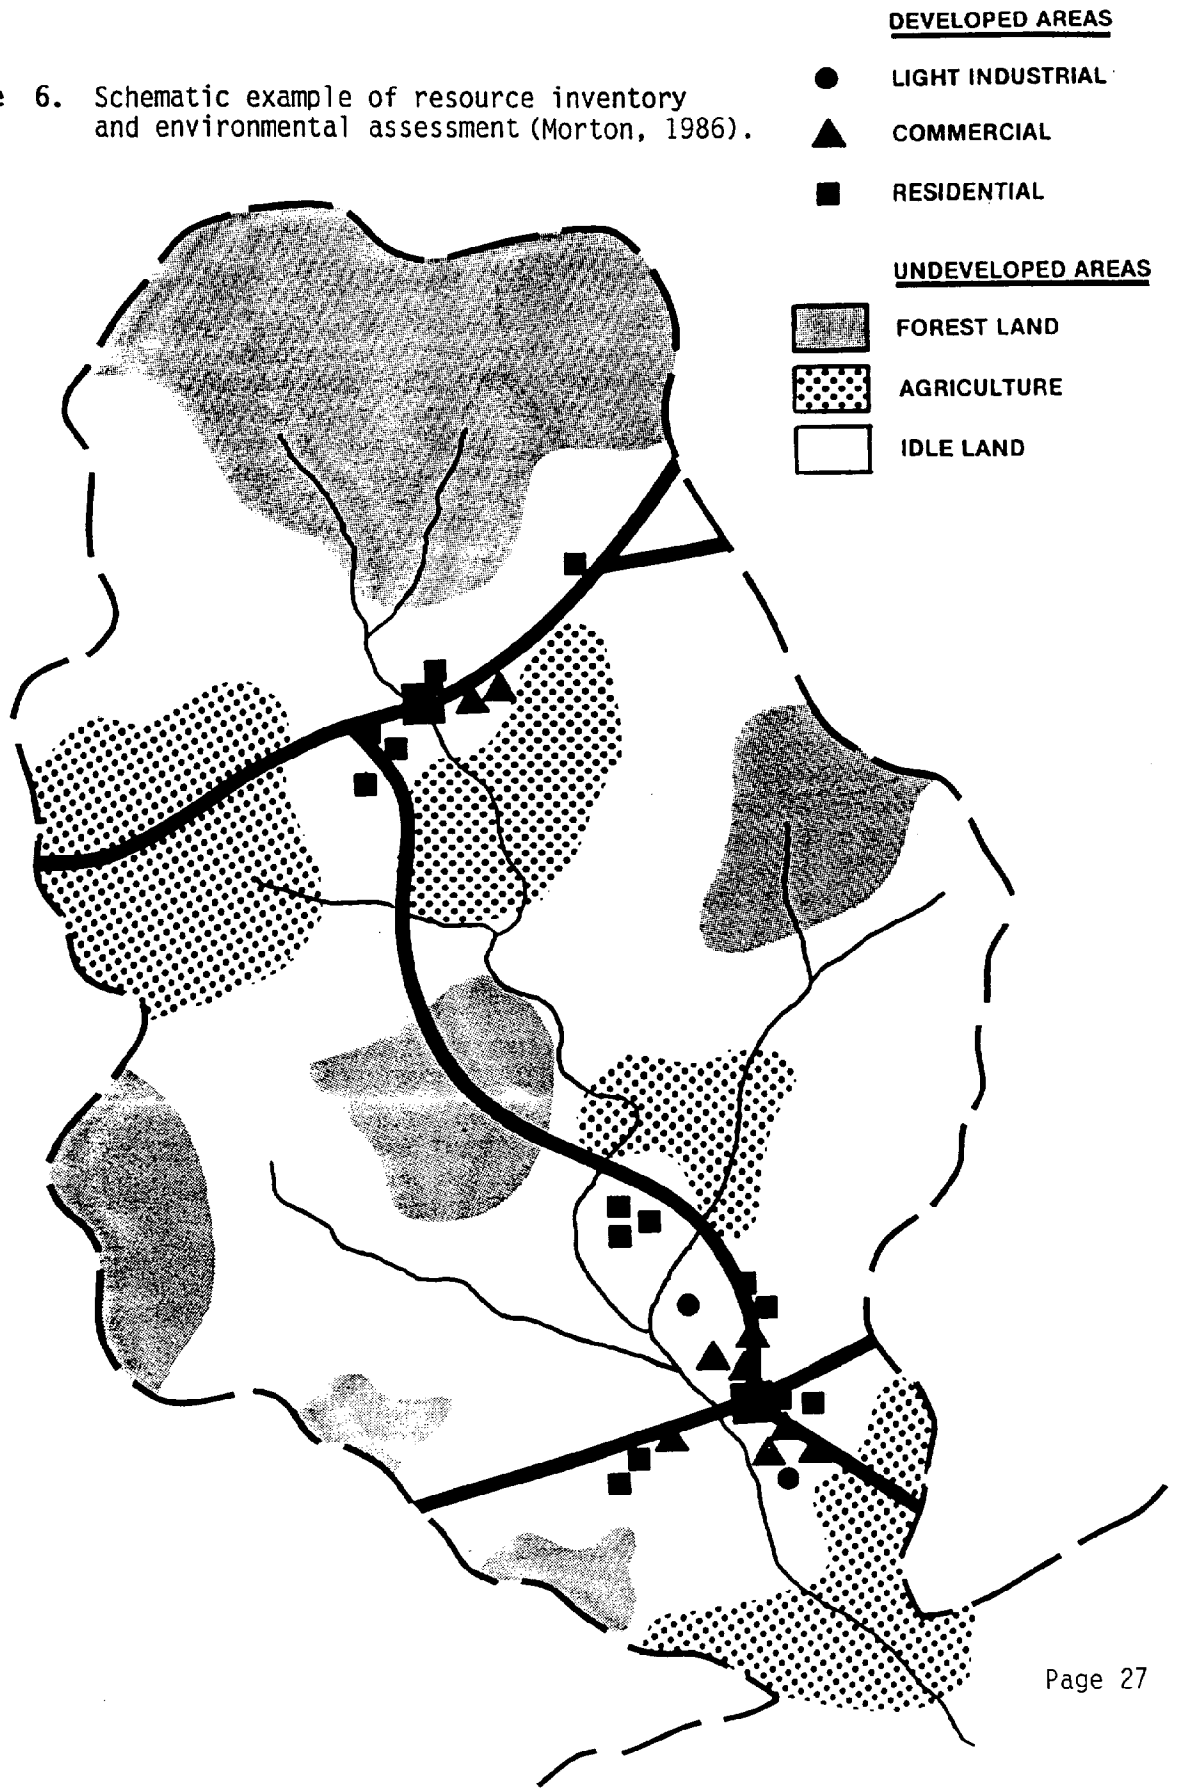 DEVELOPED AREAS
LIGHT INDUSTRIAL
COMMERCIAL
RESIDENTIAL
UNDEVELOPED AREAS
FOREST LAND
AGRICULTURE
IDLE LAND
e 6. Schematic example of resource inventory
and environmental assessment (Morton, 1986).
Page 27